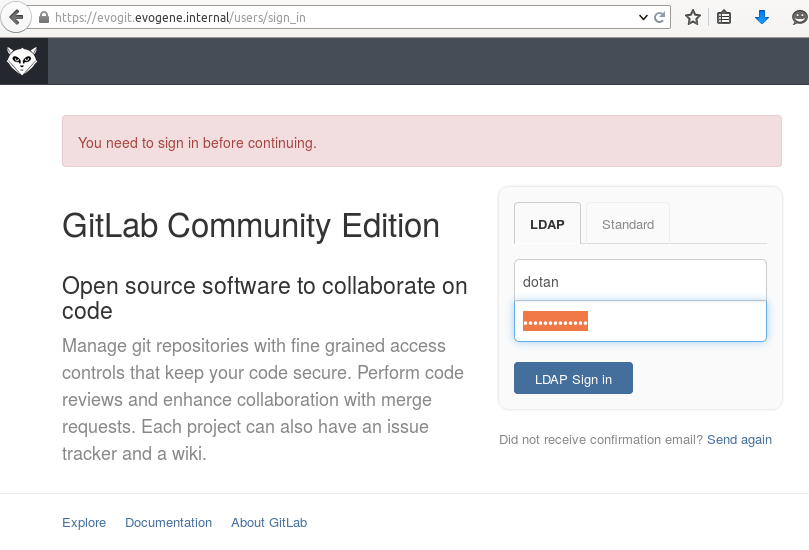 https://evogit.evogene.internal/users/sign_in
You need to sign in before continuing.
GitLab Community Edition
Open source software to collaborate on
code
Manage git repositories with fine grained access
controls that keep your code secure. Perform code
reviews and enhance collaboration with merge
requests. Each project can also have an issue
tracker and a wiki.
LDAP Standard
dotan
•••••••••••••
LDAP Sign in
Did not receive confirmation email? Send again
Explore Documentation About GitLab